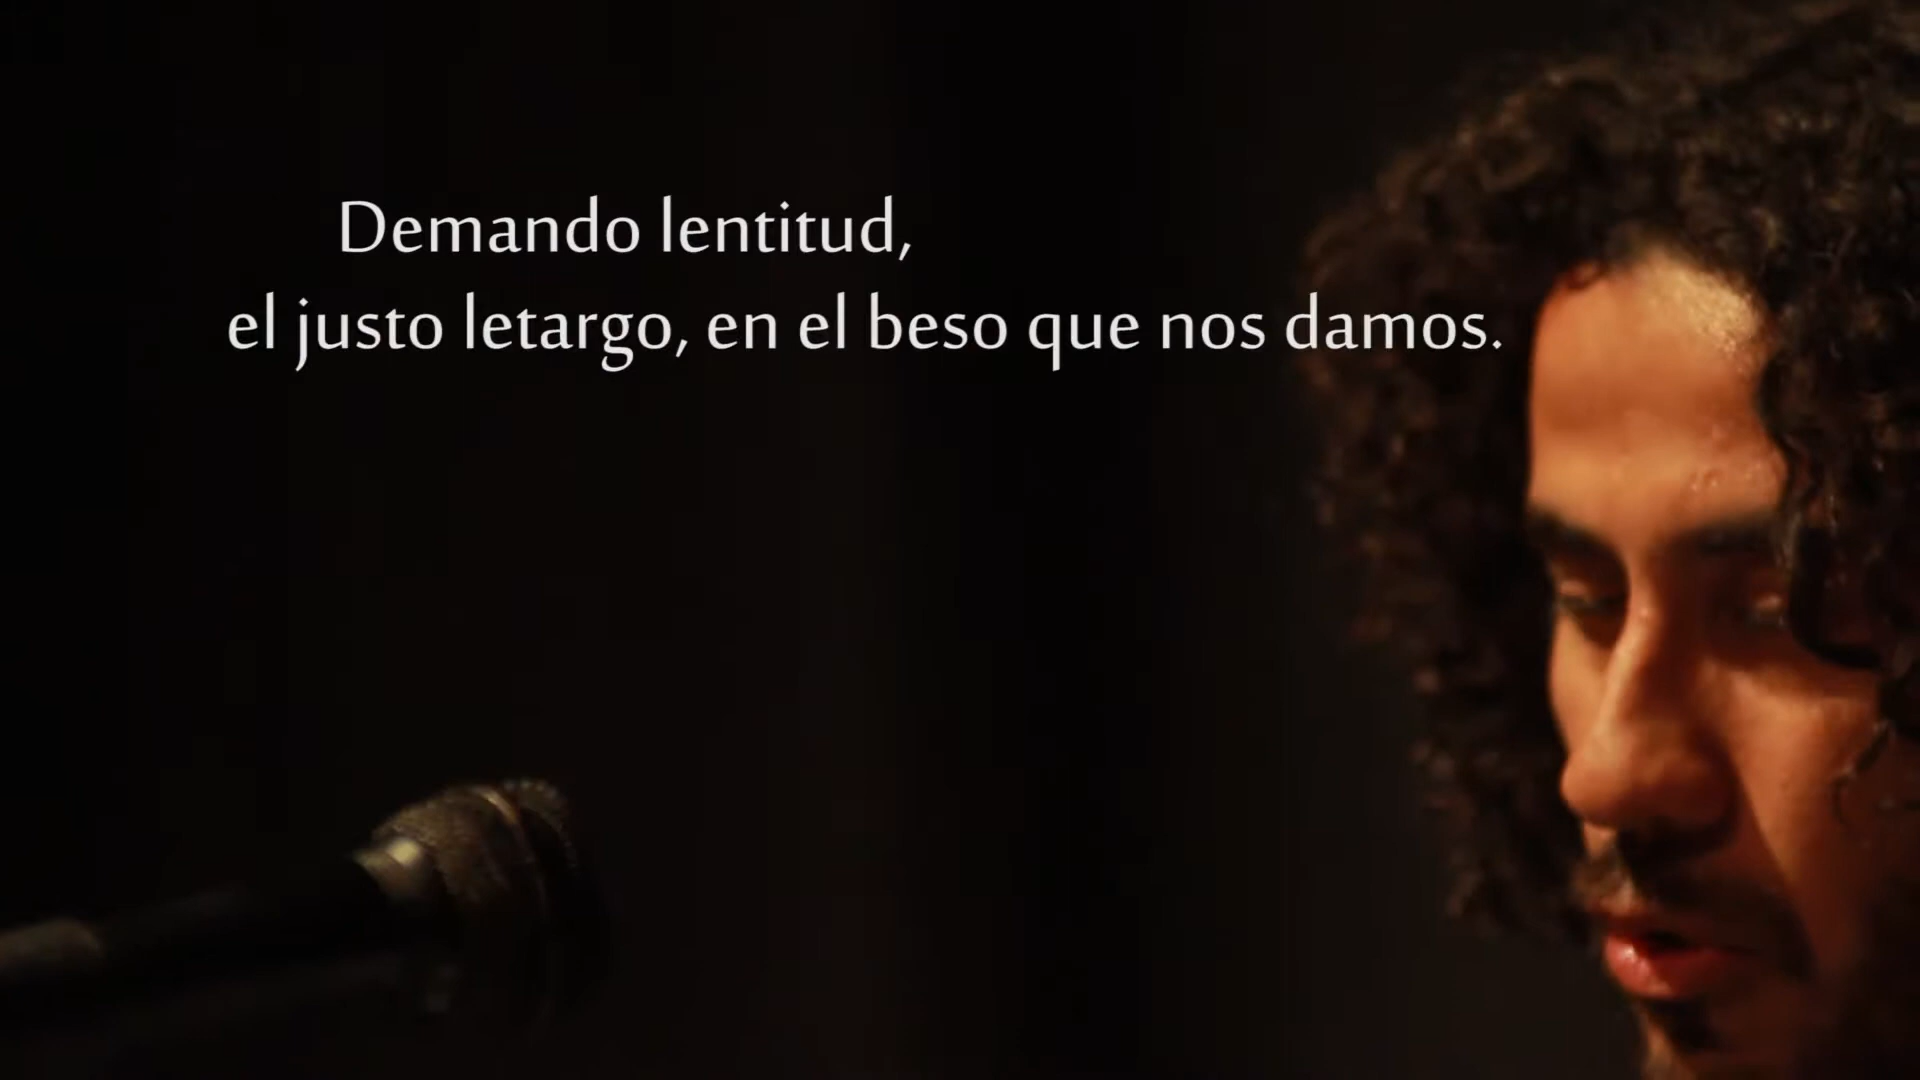 Demando lentitud,
el justo letargo, en el beso que nos damos.